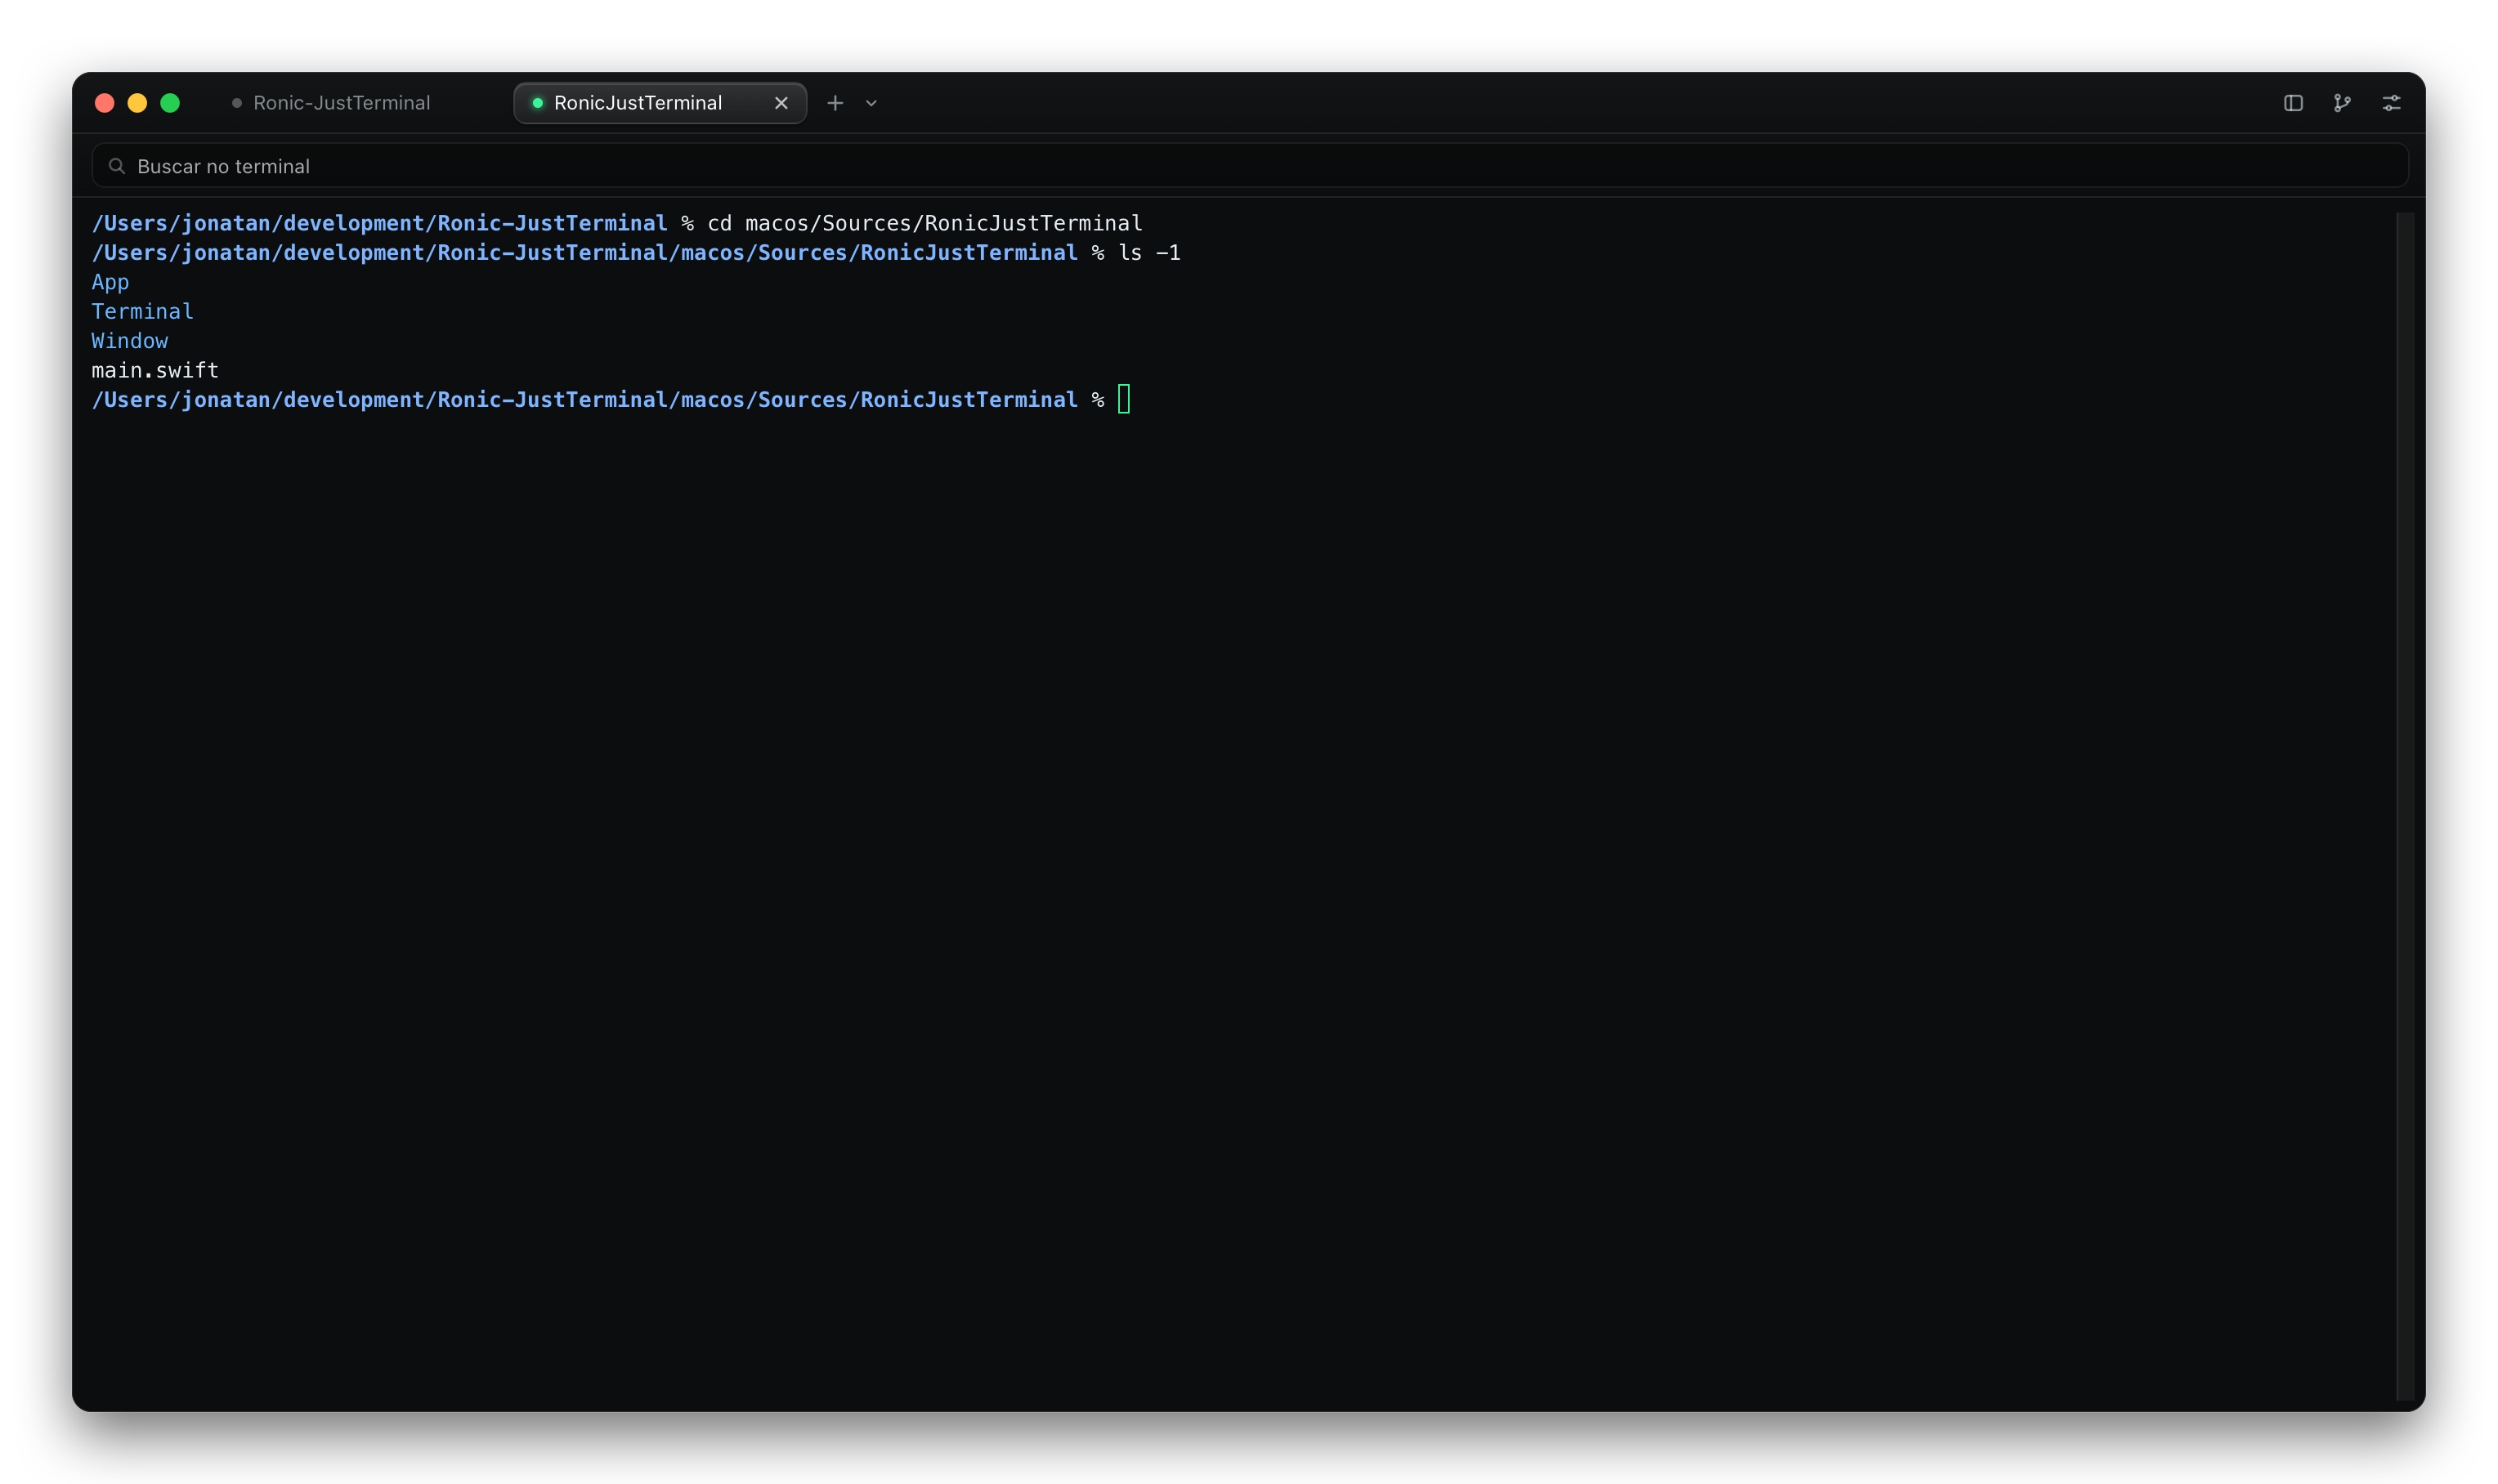 Ronic-JustTerminal
RonicJustTerminal
Buscar no terminal
/Users/jonatan/development/Ronic-JustTerminal % cd macos/Sources/RonicJustTerminal
/Users/jonatan/development/Ronic-JustTerminal/macos/Sources/RonicJustTerminal % ls -1
App
Terminal
Window
main.swift
/Users/jonatan/development/Ronic-JustTerminal/macos/Sources/RonicJustTerminal %